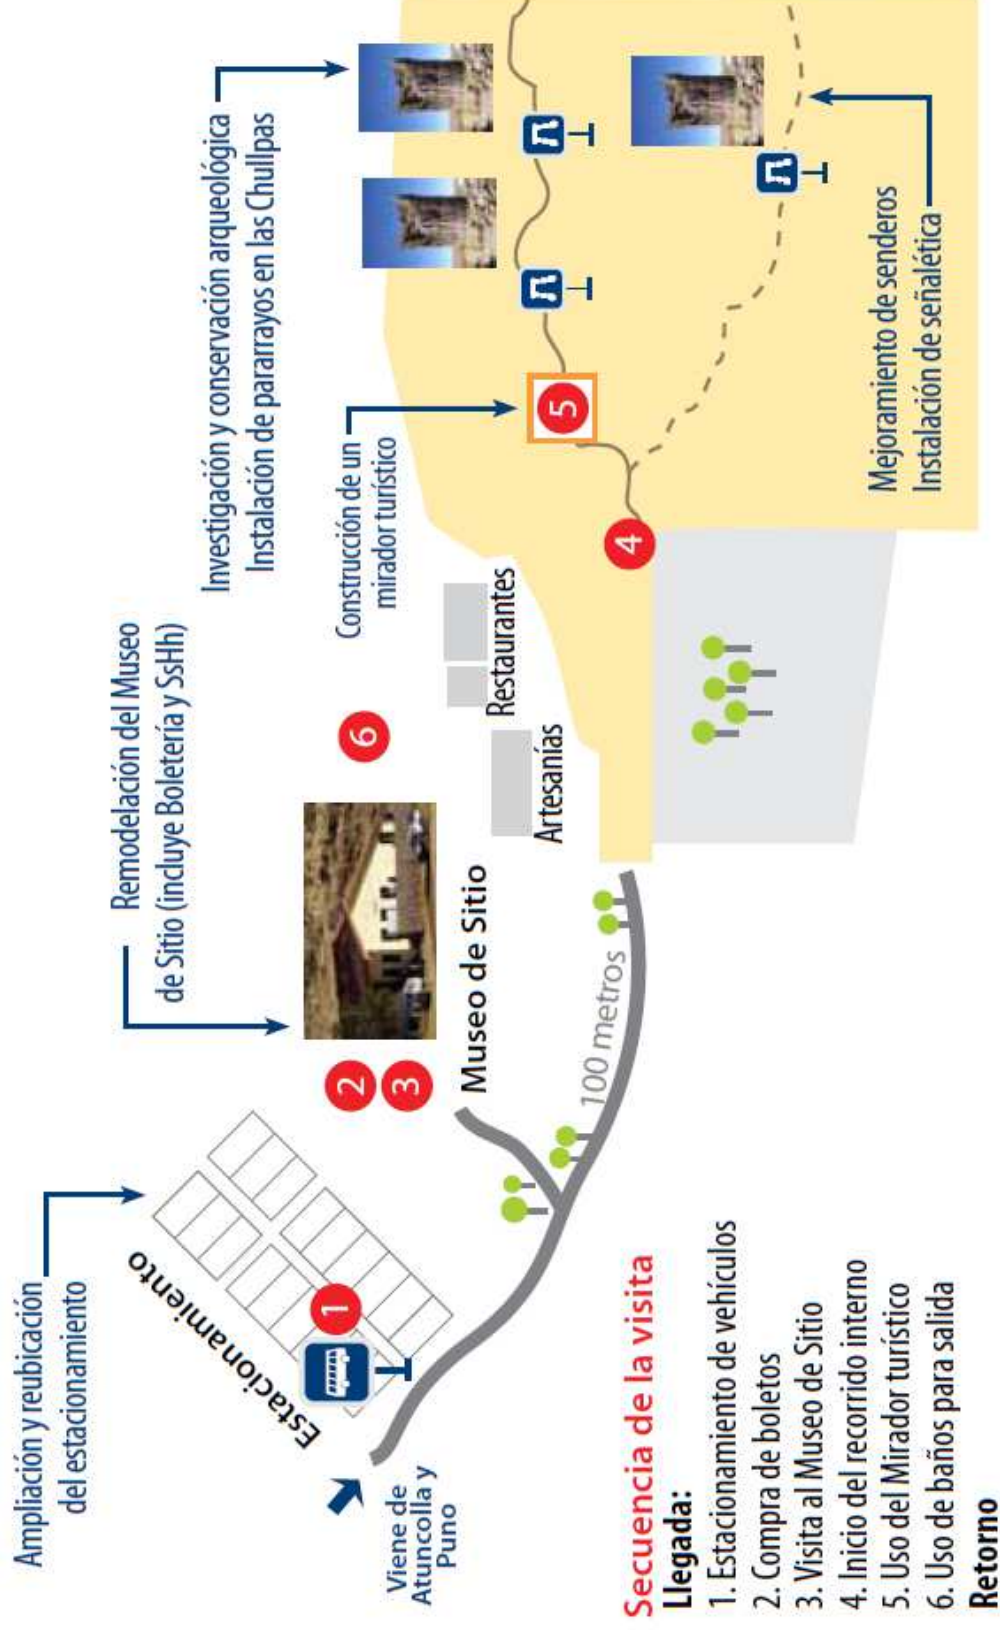 Ampliación y reubicación
del estacionamiento
Remodelación del Museo
de Sitio (incluye Boletería y SsHh)
Investigación y conservación arqueológica
Instalación de pararrayos en las Chullpas
Construcción de un
mirador turístico
Estacionamiento
1
2
3
6
5
4
Museo de Sitio
Restaurantes
Artesanías
100 metros
Viene de
Atuncolla y
Puno
Mejoramiento de senderos
Instalación de señalética
Secuencia de la visita
Llegada:
1. Estacionamiento de vehículos
2. Compra de boletos
3. Visita al Museo de Sitio
4. Inicio del recorrido interno
5. Uso del Mirador turístico
6. Uso de baños para salida
Retorno